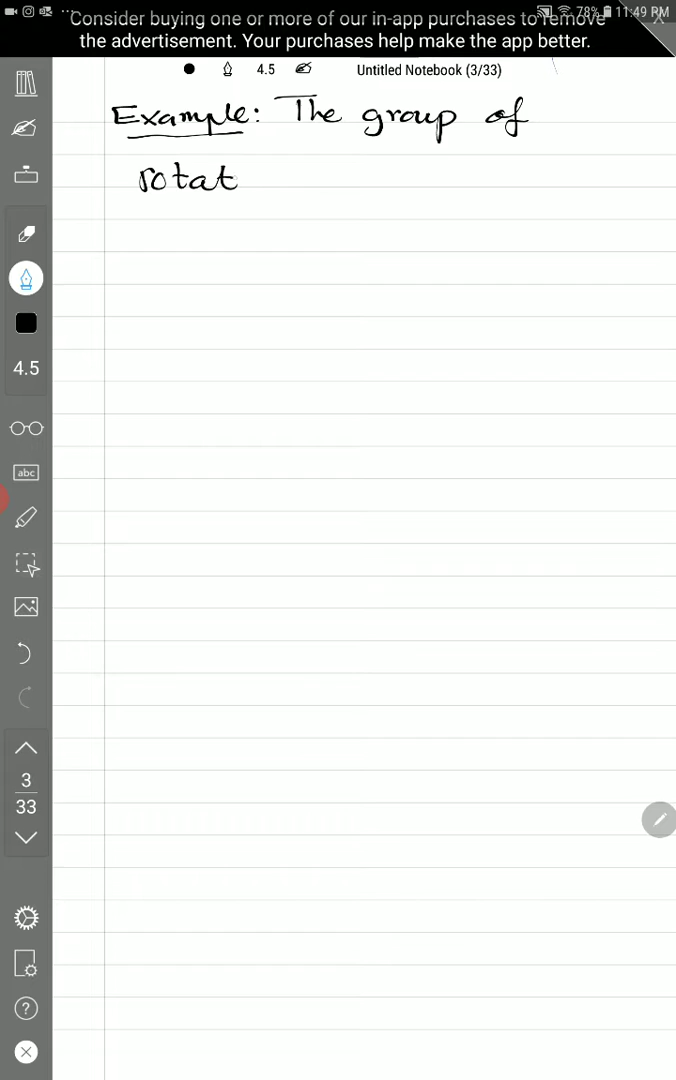 Consider buying one or more of our in-app purchases to remove
the advertisement. Your purchases help make the app better.
78% 11:49 PM
X
4.5 Untitled Notebook (3/33)
Example: The group of
rotat
4.5
abc
3
33
?